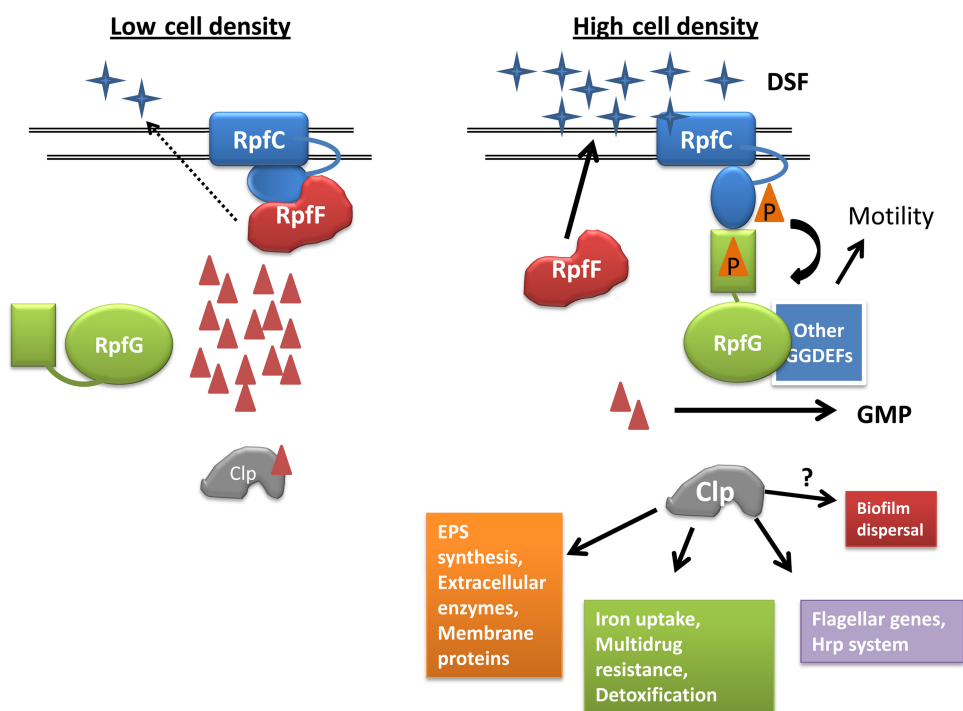 Low cell density
RpfC
RpfF
RpfG
Clp
High cell density
DSF
RpfC
P
Motility
P
RpfF
RpfG
Other
GGDEFs
GMP
Clp
?
Biofilm
dispersal
EPS
synthesis,
Extracellular
enzymes,
Membrane
proteins
Iron uptake,
Multidrug
resistance,
Detoxification
Flagellar genes,
Hrp system